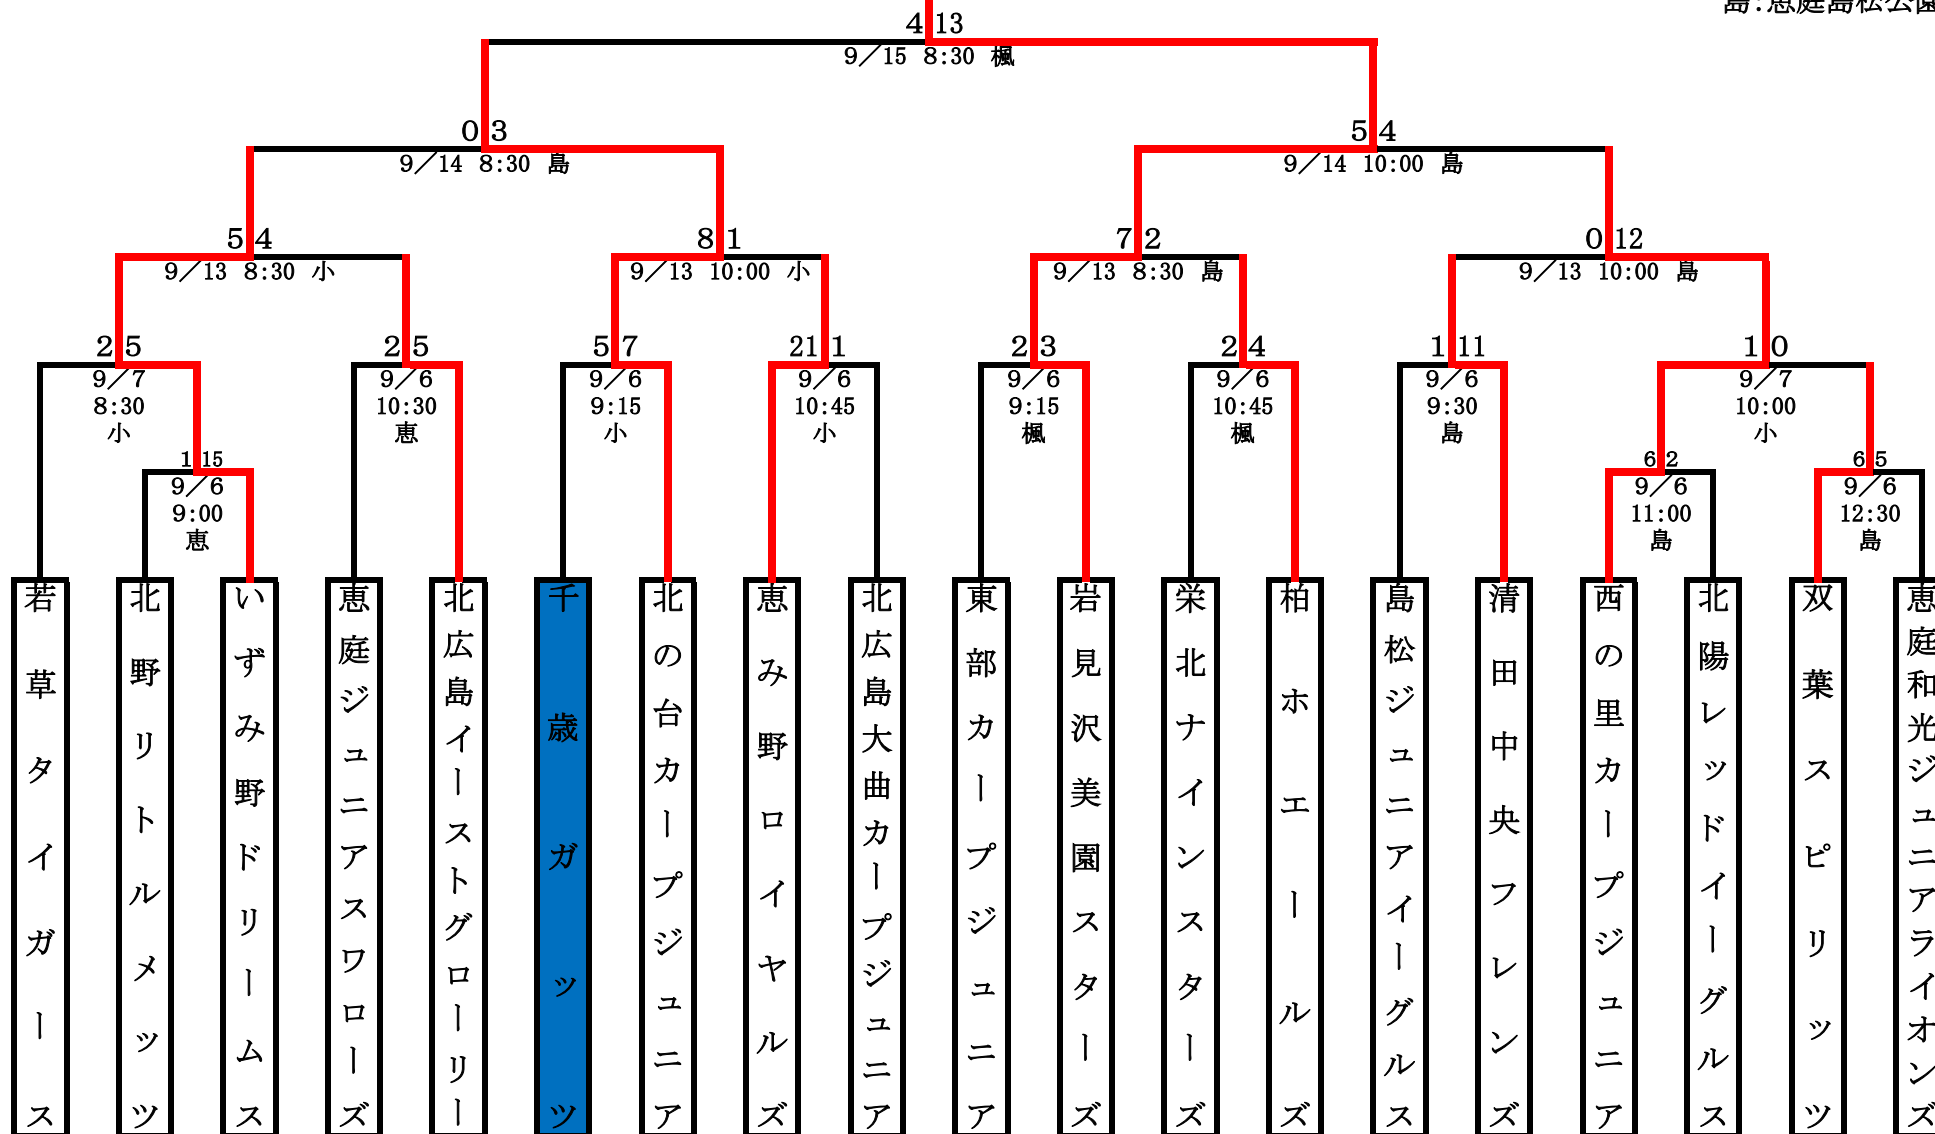 島：恵庭島松公園
4 13
9／15 8:30 楓
0 3
9／14 8:30 島
5 4
9／14 10:00 島
5 4
9／13 8:30 小
8 1
9／13 10:00 小
7 2
9／13 8:30 島
0 12
9／13 10:00 島
2 5
9／7
8:30
小
2 5
9／6
10:30
恵
5 7
9／6
9:15
小
21 1
9／6
10:45
小
2 3
9／6
9:15
楓
2 4
9／6
10:45
楓
1 11
9／6
9:30
島
1 0
9／7
10:00
小
1 15
9／6
9:00
恵
6 2
9／6
11:00
島
6 5
9／6
12:30
島
若草タイガース
北野リトルメッツ
いずみ野ドリームス
恵庭ジュニアスワローズ
北広島イーストグローリー
千歳ガッツ
北の台カープジュニア
恵み野ロイヤルズ
北広島大曲カープジュニア
東部カープジュニア
岩見沢美園スターズ
栄北ナインスターズ
柏ホエールズ
島松ジュニアイーグルス
清田中央フレンズ
西の里カープジュニア
北陽レッドイーグルス
双葉スピリッツ
恵庭和光ジュニアライオンズ